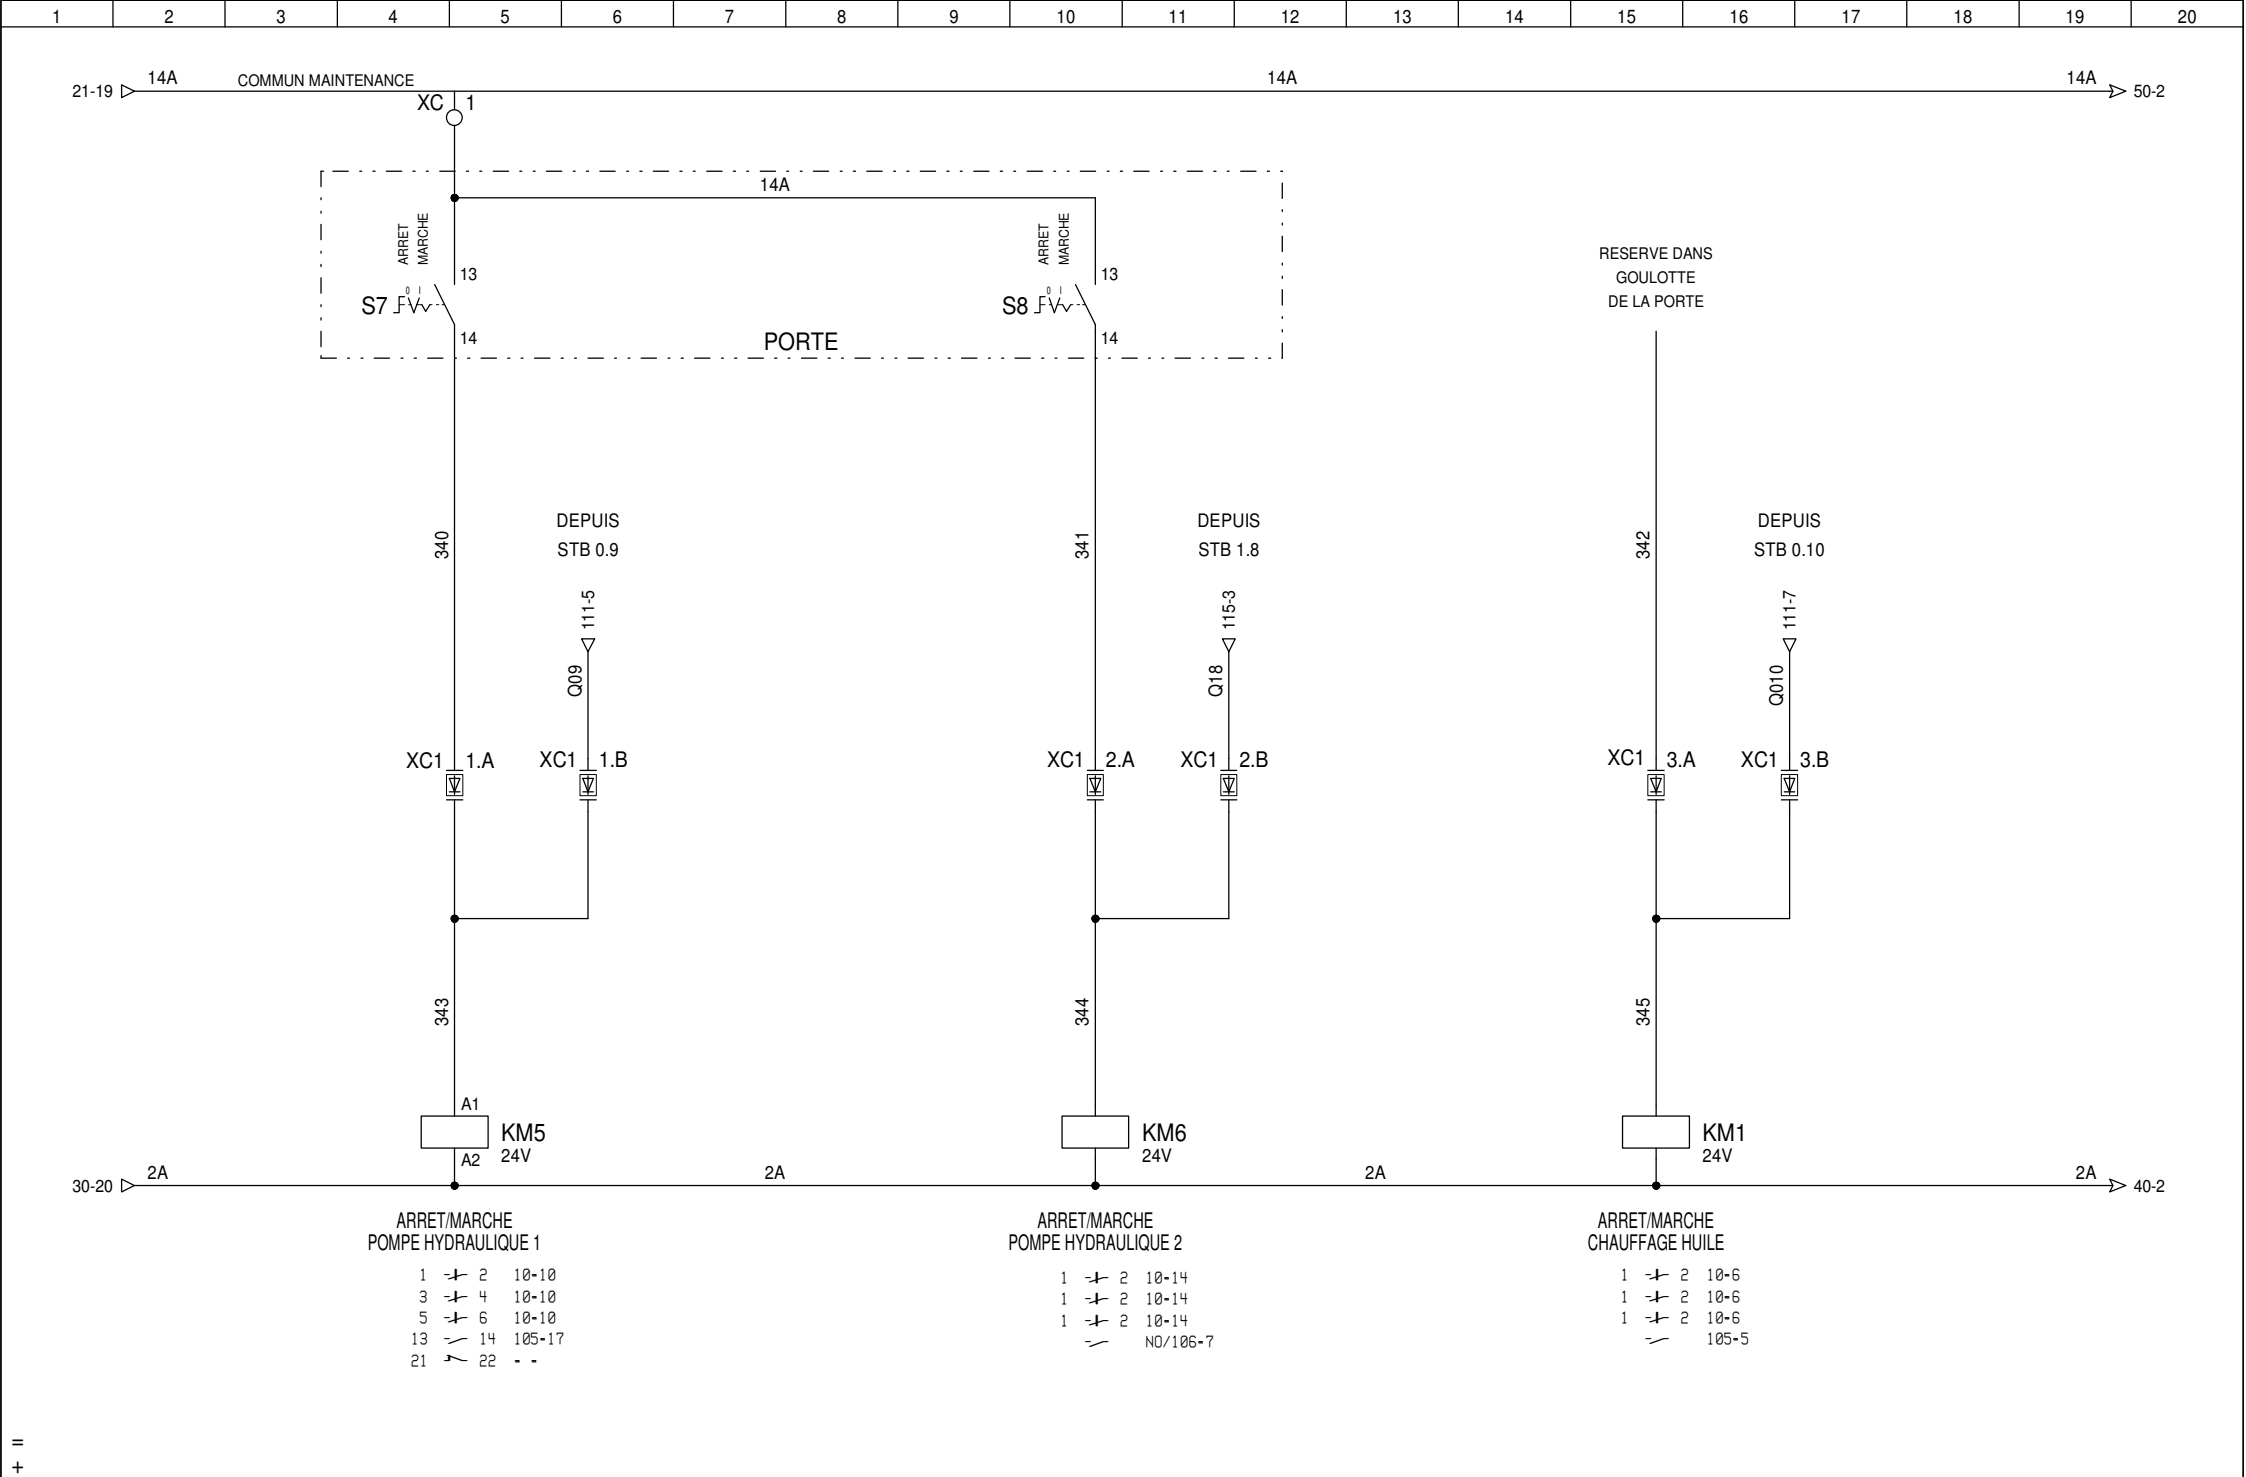 1 2 3 4 5 6 7 8 9 10 11 12 13 14 15 16 17 18 19 20
14A COMMUN MAINTENANCE 14A 14A
21-19 50-2
XC 1
14A
ARRET
MARCHE
ARRET
MARCHE
13
13
0 I
0 I
S7
S8
14
14
PORTE
RESERVE DANS
GOULOTTE
DE LA PORTE
340
DEPUIS
STB 0.9
341
DEPUIS
STB 1.8
342
DEPUIS
STB 0.10
111-5
115-3
111-7
Q09
Q18
Q010
XC1 1.A XC1 1.B XC1 2.A XC1 2.B XC1 3.A XC1 3.B
343
344
345
A1
KM5
24V
A2
KM6
24V
KM1
24V
2A 2A 2A 2A
30-20 40-2
ARRET/MARCHE
POMPE HYDRAULIQUE 1
1 2 10-10
3 4 10-10
5 6 10-10
13 14 105-17
21 22 - -
ARRET/MARCHE
POMPE HYDRAULIQUE 2
1 2 10-14
1 2 10-14
1 2 10-14
NO/106-7
ARRET/MARCHE
CHAUFFAGE HUILE
1 2 10-6
1 2 10-6
1 2 10-6
105-5
=
+